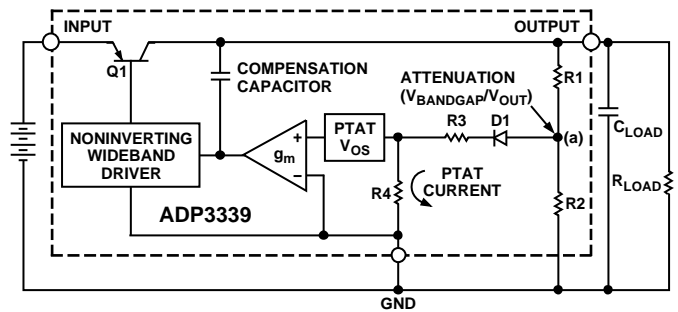 INPUT
OUTPUT
Q1
COMPENSATION
CAPACITOR
ATTENUATION
(VBANDGAP/VOUT)
R1
(a)
R3
D1
PTAT
VOS
+
gm
−
NONINVERTING
WIDEBAND
DRIVER
R4
PTAT
CURRENT
R2
CLOAD
RLOAD
ADP3339
GND